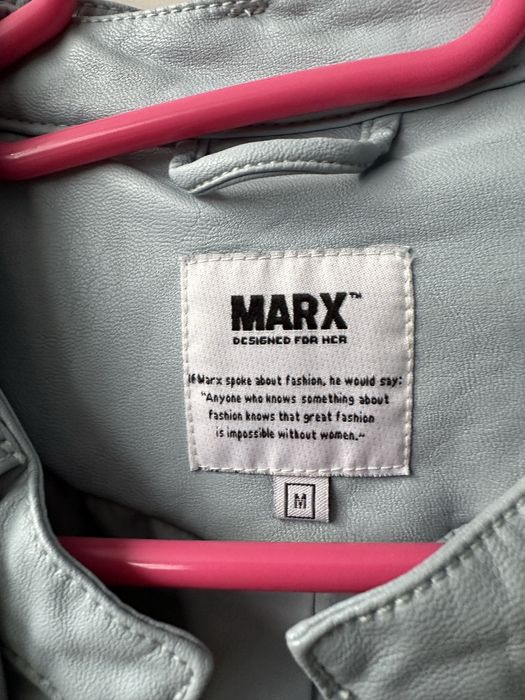 MARX™
DESIGNED FOR HER
If Marx spoke about fashion, he would say:
"Anyone who knows something about
fashion knows that great fashion
is impossible without women.~
M